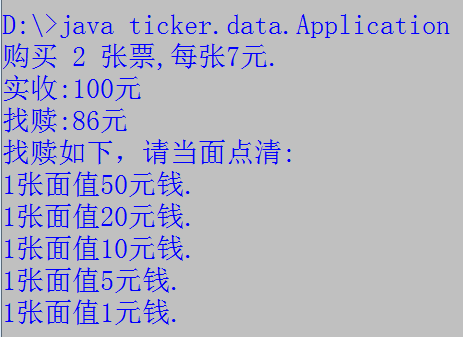 D:\>java ticker.data.Application
购买 2 张票,每张7元.
实收:100元
找赎:86元
找赎如下，请当面点清:
1张面值50元钱.
1张面值20元钱.
1张面值10元钱.
1张面值5元钱.
1张面值1元钱.